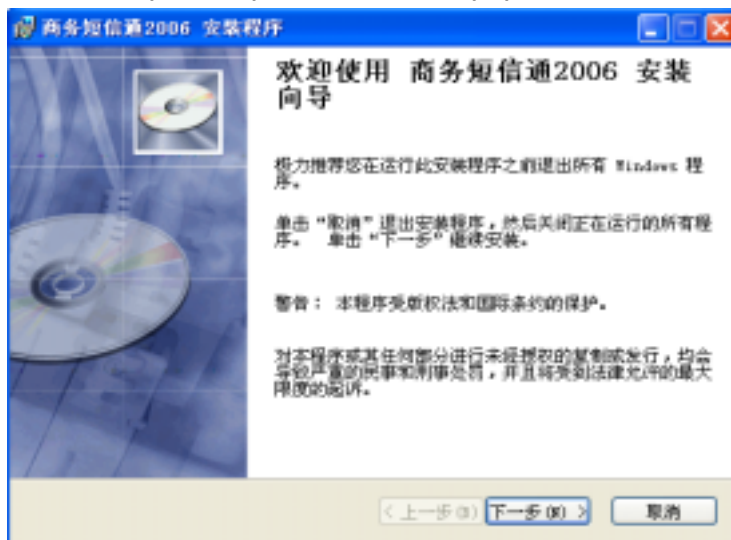 商务短信通2006 安装程序
欢迎使用 商务短信通2006 安装
向导
极力推荐您在运行此安装程序之前退出所有 Windows 程
序。
单击“取消”退出安装程序，然后关闭正在运行的所有程
序。 单击“下一步”继续安装。
警告： 本程序受版权法和国际条约的保护。
对本程序或其任何部分进行未经授权的复制或发行，均会
导致严重的民事和刑事处罚，并且将受到法律允许的最大
限度的起诉。
< 上一步(B)
下一步(N) >
取消